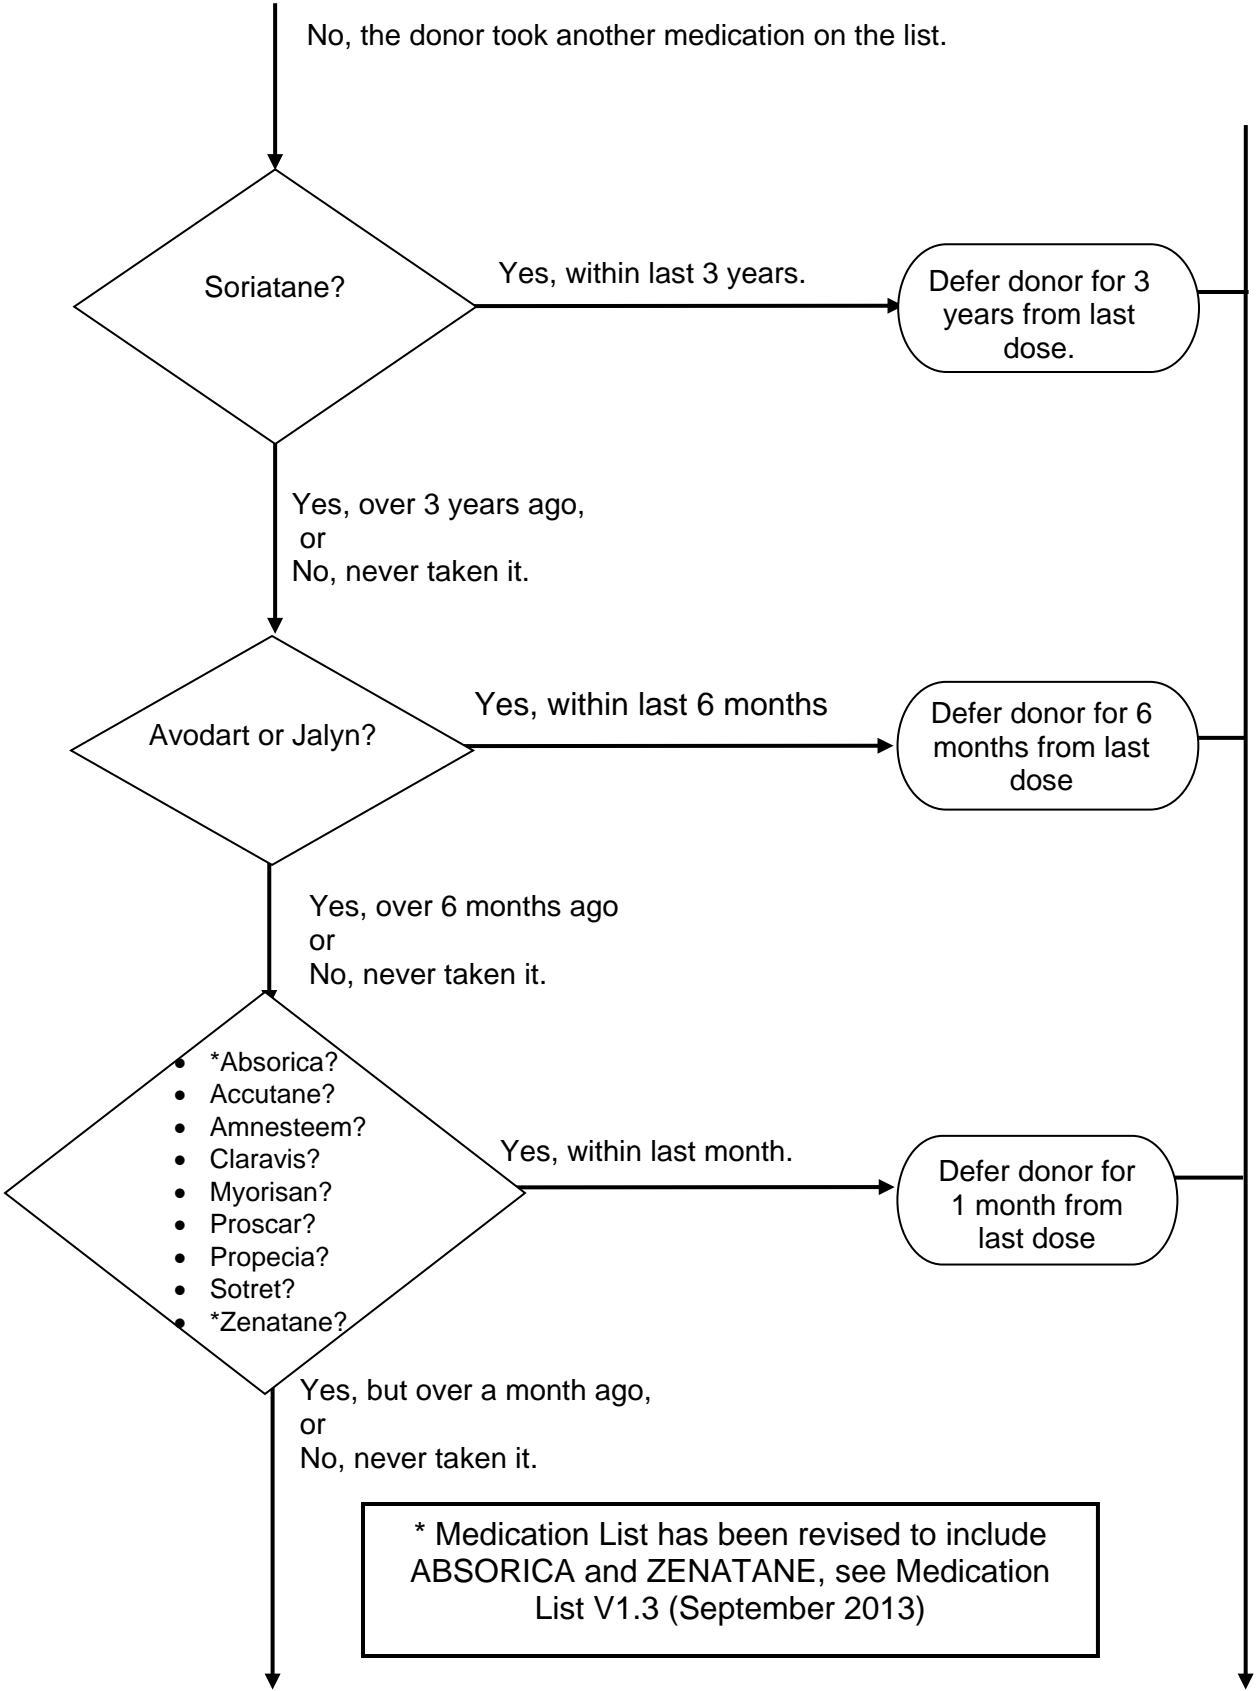 No, the donor took another medication on the list.
Soriatane?
Yes, within last 3 years.
Defer donor for 3
years from last
dose.
Yes, over 3 years ago,
or
No, never taken it.
Avodart or Jalyn?
Yes, within last 6 months
Defer donor for 6
months from last
dose
Yes, over 6 months ago
or
No, never taken it.
• *Absorica?
• Accutane?
• Amnesteem?
• Claravis?
• Myorisan?
• Proscar?
• Propecia?
• Sotret?
• *Zenatane?
Yes, within last month.
Defer donor for
1 month from
last dose
Yes, but over a month ago,
or
No, never taken it.
* Medication List has been revised to include
ABSORICA and ZENATANE, see Medication
List V1.3 (September 2013)